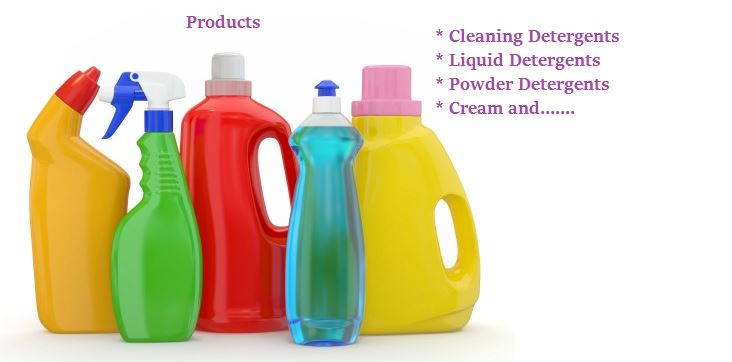 Products
* Cleaning Detergents
* Liquid Detergents
* Powder Detergents
* Cream and.......